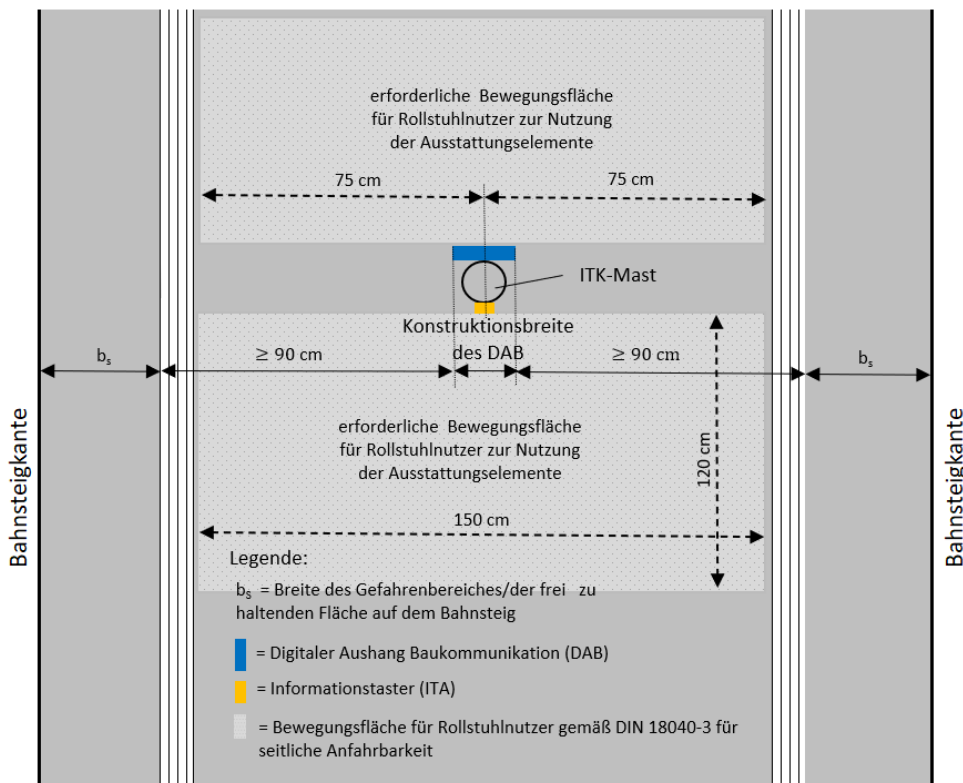 erforderliche Bewegungsfläche
für Rollstuhlnutzer zur Nutzung
der Ausstattungselemente
75 cm
75 cm
ITK-Mast
Konstruktionsbreite
des DAB
bs
≥ 90 cm
≥ 90 cm
bs
Bahnsteigkante
Bahnsteigkante
erforderliche Bewegungsfläche
für Rollstuhlnutzer zur Nutzung
der Ausstattungselemente
120 cm
150 cm
Legende:
bs = Breite des Gefahrenbereiches/der frei zu
haltenden Fläche auf dem Bahnsteig
= Digitaler Aushang Baukommunikation (DAB)
= Informationstaster (ITA)
= Bewegungsfläche für Rollstuhlnutzer gemäß DIN 18040-3 für
seitliche Anfahrbarkeit